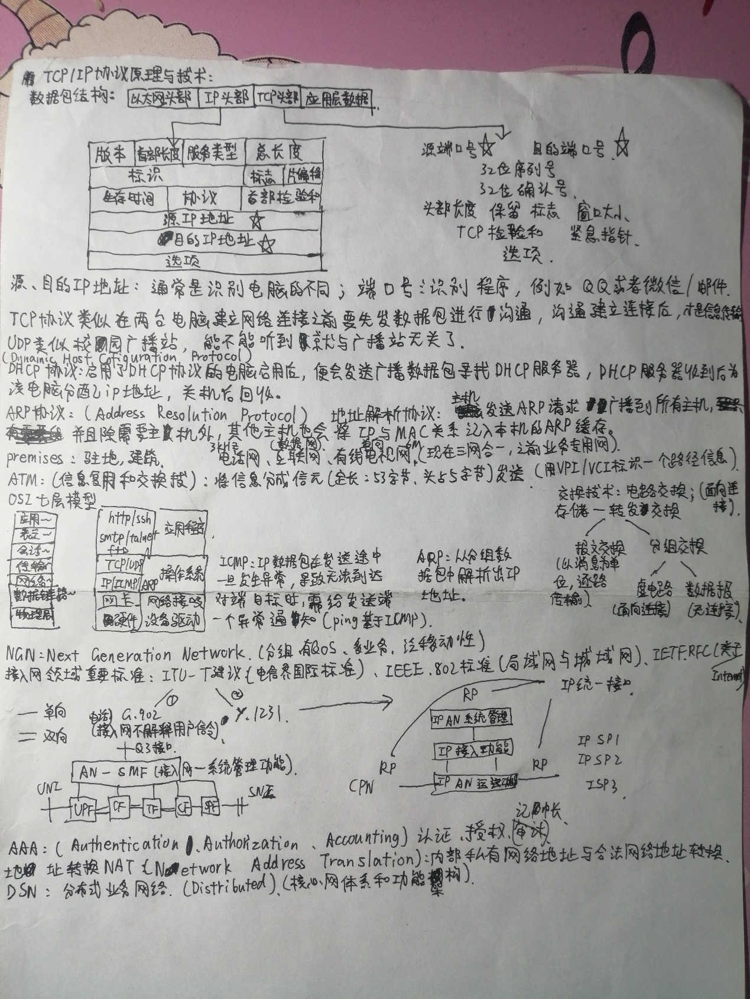 TCP/IP协议原理与技术:
数据包结构: 以太网头部 IP头部 TCP头部 应用层数据.
版本 首部长度 服务类型 总长度
标识 标志 片偏移
生存时间 协议 首部检验和
源IP地址 ☆
目的IP地址 ☆
选项
源端口号☆ 目的端口号.☆
32位序列号
32位确认号.
头部长度 保留 标志 窗口大小、
TCP检验和 紧急指针.
选项.
源、目的IP地址: 通常是识别电脑的不同; 端口号:识别程序, 例如QQ或者微信/邮件.
TCP协议类似在两台电脑建立网络连接之前要先发数据包进行沟通, 沟通建立连接后, 才是信息传输
UDP类似校园广播站, 能不能听到就与广播站无关了.
(Dynamic Host Cofiguration Protocol)
DHCP协议:启用了DHCP协议的电脑启用后, 便会发送广播数据包寻找DHCP服务器, DHCP服务器收到后为
该电脑分配乙ip地址, 关机后回收。
ARP协议: (Address Resolution Protocol) 地址解析协议: 主机发送ARP请求广播到所有主机,
并且除需要主机外, 其他主机也会将IP与MAC关系记入本机的ARP缓存。
3kHz (数据网) 单向 6M
premises: 驻地, 建筑. 电话网、互联网、有线电视网.(现在三网合一, 之前业务专用网).
ATM: (信息复用和交换技): 将信息分成信元(定长:53字节、头占5字节)发送. (用VPI/VCI标识一个路径信息).
OSI七层模型
应用~
表示~
会话~
传输~
网络~
数据链路~
物理层
http/ssh
smtp/talnet
ftp
应用程序.
TCP/UDP
IP/ICMP/ARP
操作系统
网卡 网络接口
硬件 设备驱动
ICMP: IP数据包在发送途中
一旦发生异常, 导致无法到达
对端目标时, 需给发送端
一个异常通知(ping基于ICMP).
ARP: 从分组数
据包中解析出IP
地址.
交换技术: 电路交换; (面向连接).
存储—转发交换
报文交换 分组交换
(以消息为单
位, 逐路
传输)
虚电路 数据报
(面向连接) (无连接).
NGN:Next Generation Network. (分组 有QoS、多业务. 泛移动性)
接入网领域重要标准: ITU-T建议(电信界国际标准)、IEEE.802标准(局域网与城域网)、IETF.RFC(关于
Internet)
① ②
— 单向
= 双向
电话) G.902 Y.1231.
(接入网不解释用户信令).
Q3接口.
AN-SMF (接入网—系统管理功能).
UNI SNI
UPF CF TF CF SPF
RP IP统一接口.
IP AN系统管理
IP接入功能
IP AN 运送功能
RP RP
CPN
IP SP1
IP SP2
ISP3.
记帐.
AAA: (Authentication、Authorization、Accounting) 认证、授权、(审计)
地址转换NAT (Network Address Translation):内部私有网络地址与合法网络地址转换.
DSN: 分布式业务网络. (Distributed). (核心网体系和功能架构).